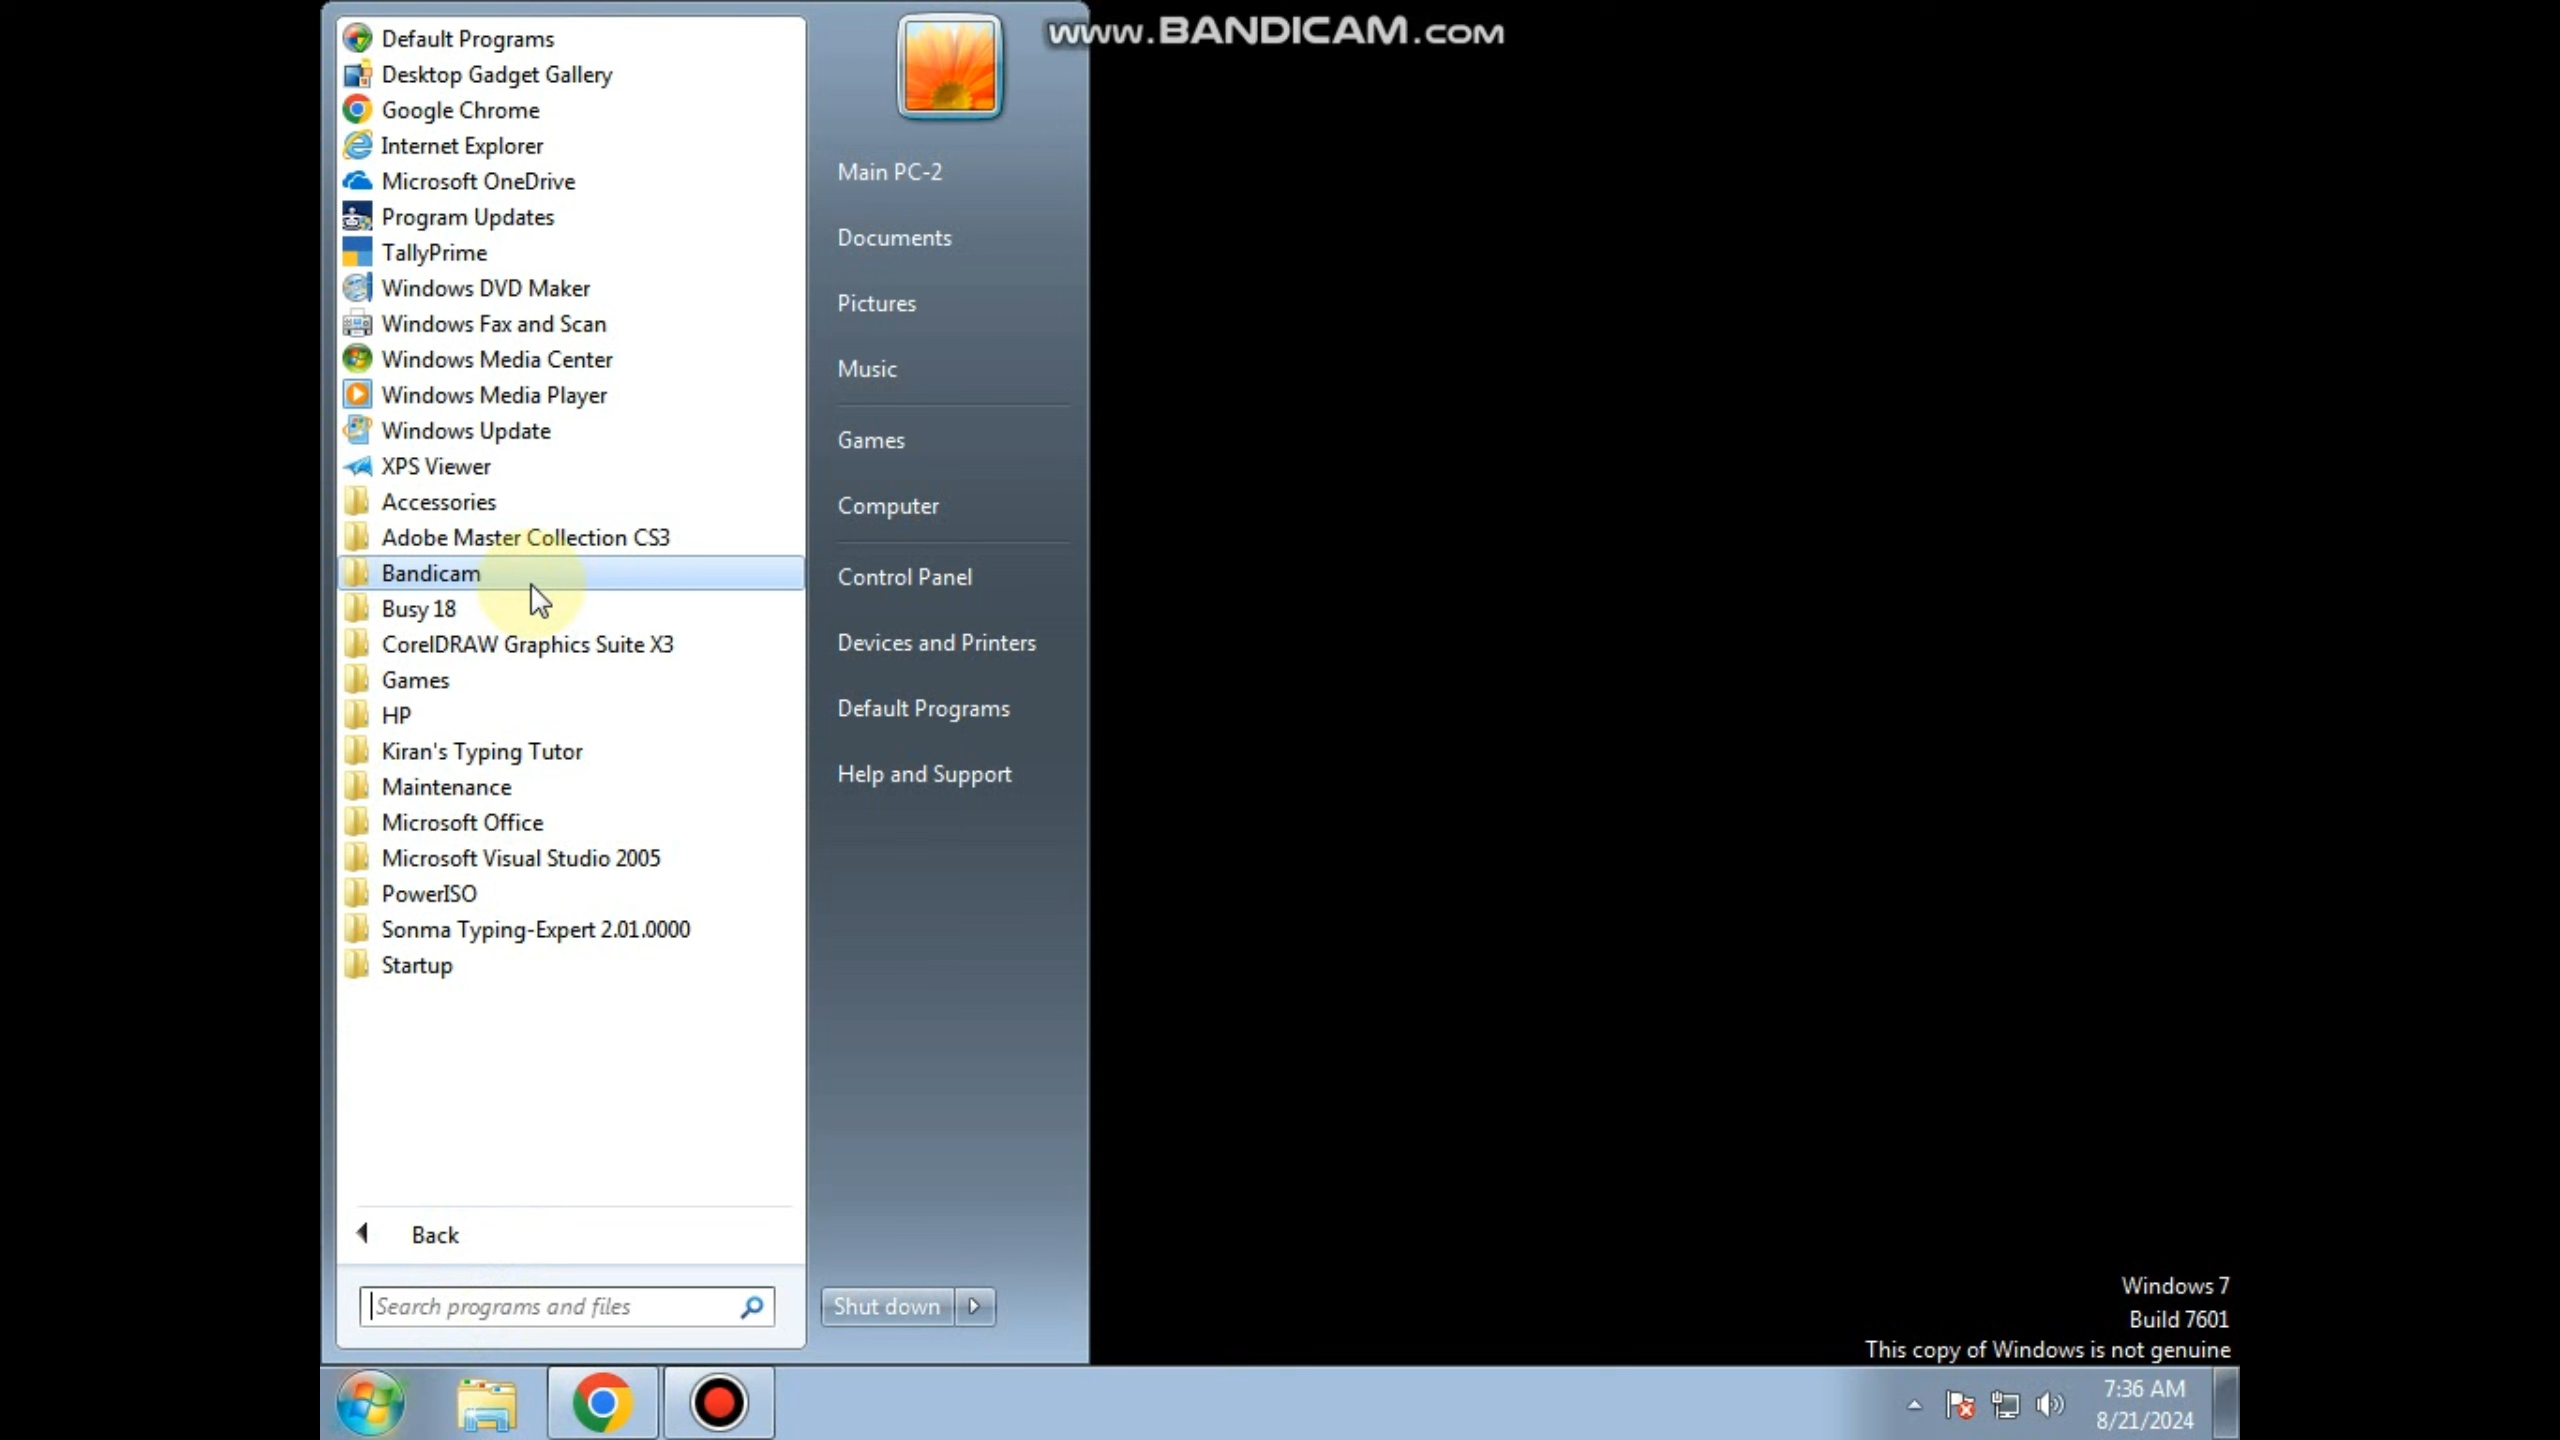 www.BANDICAM.com
Default Programs
Desktop Gadget Gallery
Google Chrome
Internet Explorer
Microsoft OneDrive
Program Updates
TallyPrime
Windows DVD Maker
Windows Fax and Scan
Windows Media Center
Windows Media Player
Windows Update
XPS Viewer
Accessories
Adobe Master Collection CS3
Bandicam
Busy 18
CorelDRAW Graphics Suite X3
Games
HP
Kiran's Typing Tutor
Maintenance
Microsoft Office
Microsoft Visual Studio 2005
PowerISO
Sonma Typing-Expert 2.01.0000
Startup
Back
Search programs and files
Main PC-2
Documents
Pictures
Music
Games
Computer
Control Panel
Devices and Printers
Default Programs
Help and Support
Shut down
Windows 7
Build 7601
This copy of Windows is not genuine
7:36 AM
8/21/2024